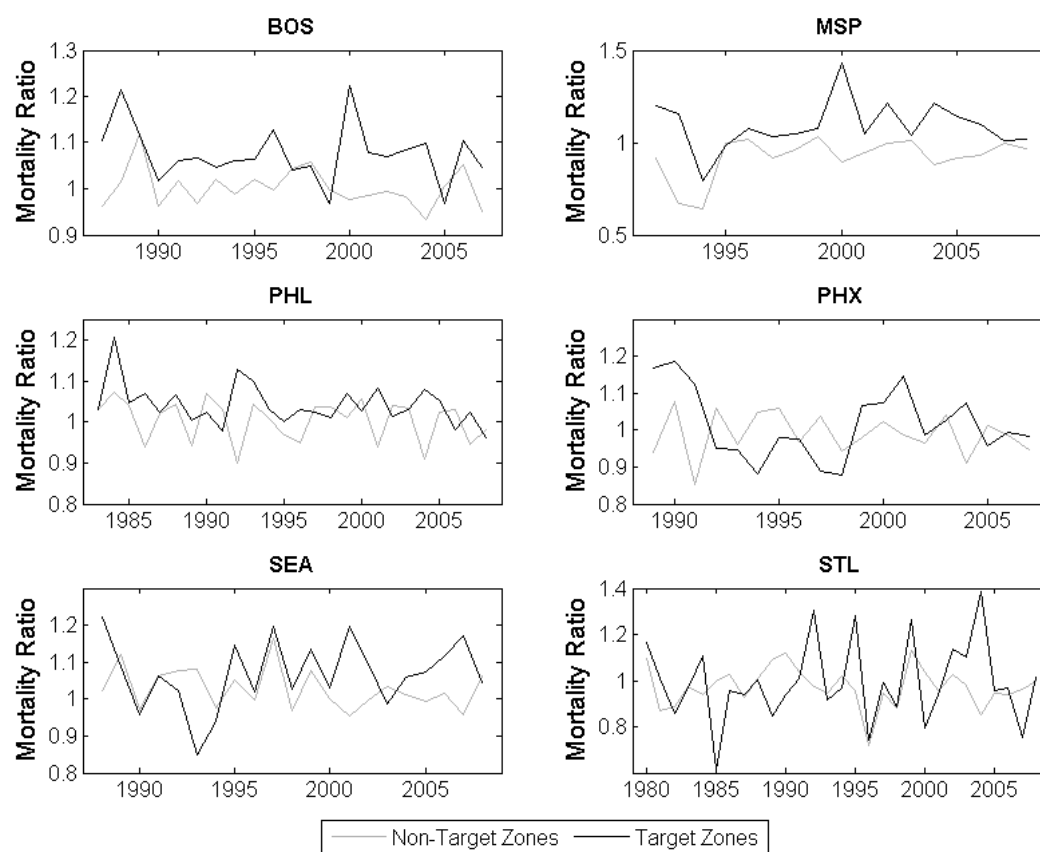 BOS
Mortality Ratio
1.3
1.2
1.1
1
0.9
1990 1995 2000 2005
MSP
Mortality Ratio
1.5
1
0.5
1995 2000 2005
PHL
Mortality Ratio
1.2
1.1
1
0.9
0.8
1985 1990 1995 2000 2005
PHX
Mortality Ratio
1.2
1.1
1
0.9
0.8
1990 1995 2000 2005
SEA
Mortality Ratio
1.2
1.1
1
0.9
0.8
1990 1995 2000 2005
STL
Mortality Ratio
1.4
1.2
1
0.8
1980 1985 1990 1995 2000 2005
Non-Target Zones Target Zones